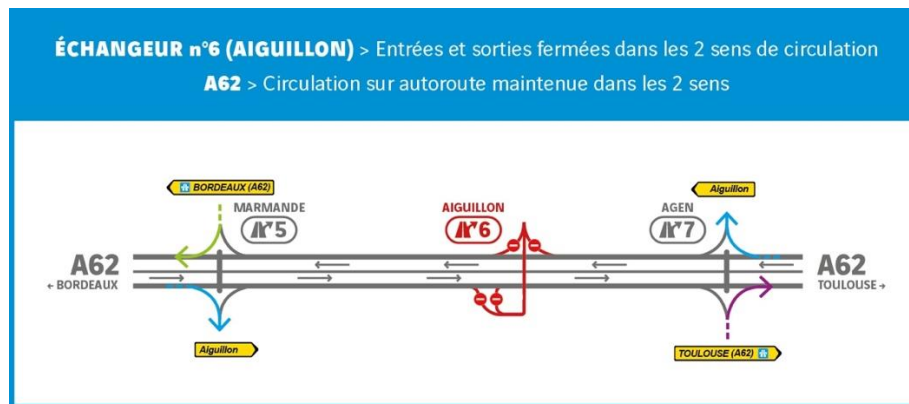 ÉCHANGEUR n°6 (AIGUILLON) > Entrées et sorties fermées dans les 2 sens de circulation
A62 > Circulation sur autoroute maintenue dans les 2 sens
BORDEAUX (A62)
Aiguillon
MARMANDE
5
AIGUILLON
6
AGEN
7
A62
← BORDEAUX
A62
TOULOUSE →
Aiguillon
TOULOUSE (A62)